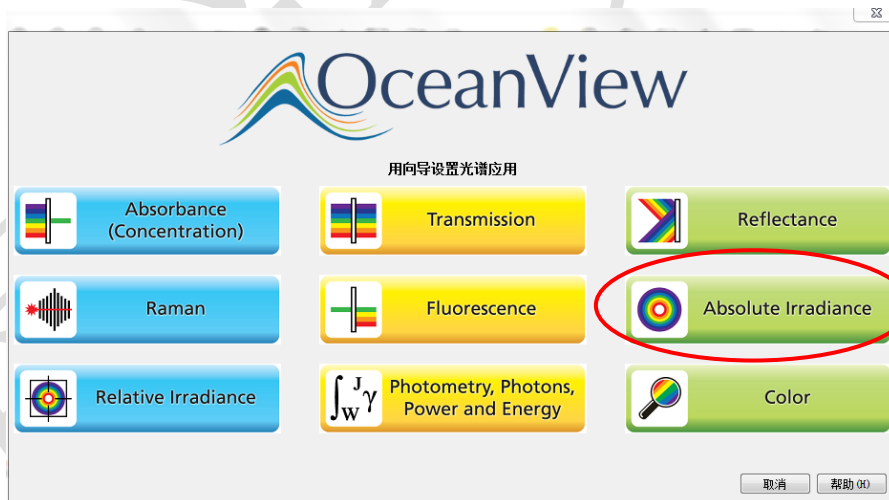 OceanView
用向导设置光谱应用
Absorbance
(Concentration)
Transmission
Reflectance
Raman
Fluorescence
Absolute Irradiance
Relative Irradiance
∫ J W γ
Photometry, Photons,
Power and Energy
Color
取消
帮助(H)